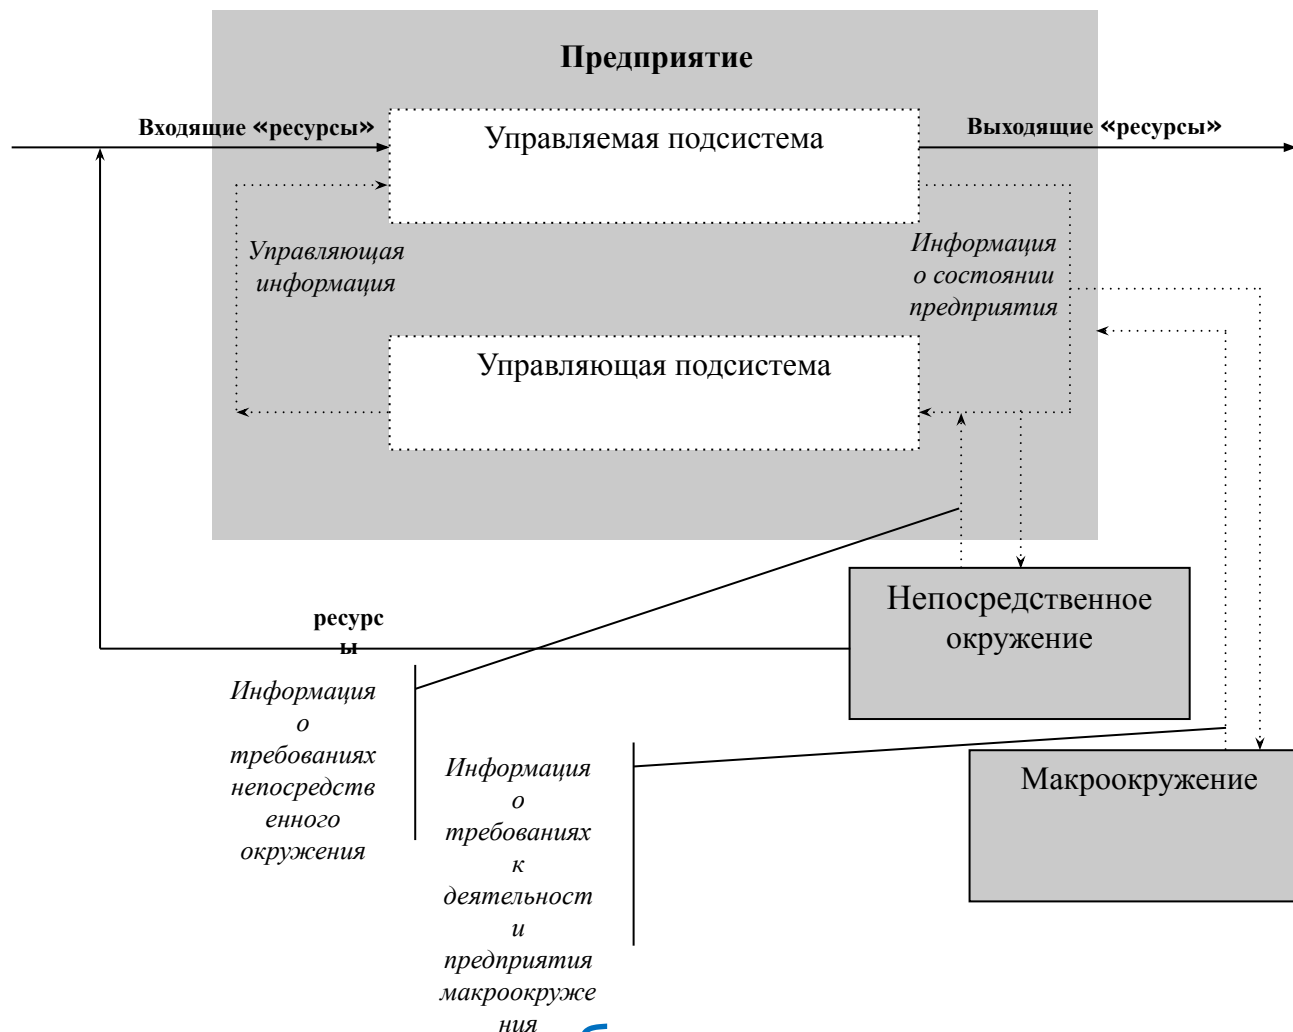 Предприятие
Входящие «ресурсы»
Управляемая подсистема
Выходящие «ресурсы»
Управляющая
информация
Информация
о состоянии
предприятия
Управляющая подсистема
Непосредственное
окружение
ресурс
ы
Информация
о
требованиях
непосредств
енного
окружения
Информация
о
требованиях
к
деятельност
и
предприятия
макроокруже
ния
Макроокружение